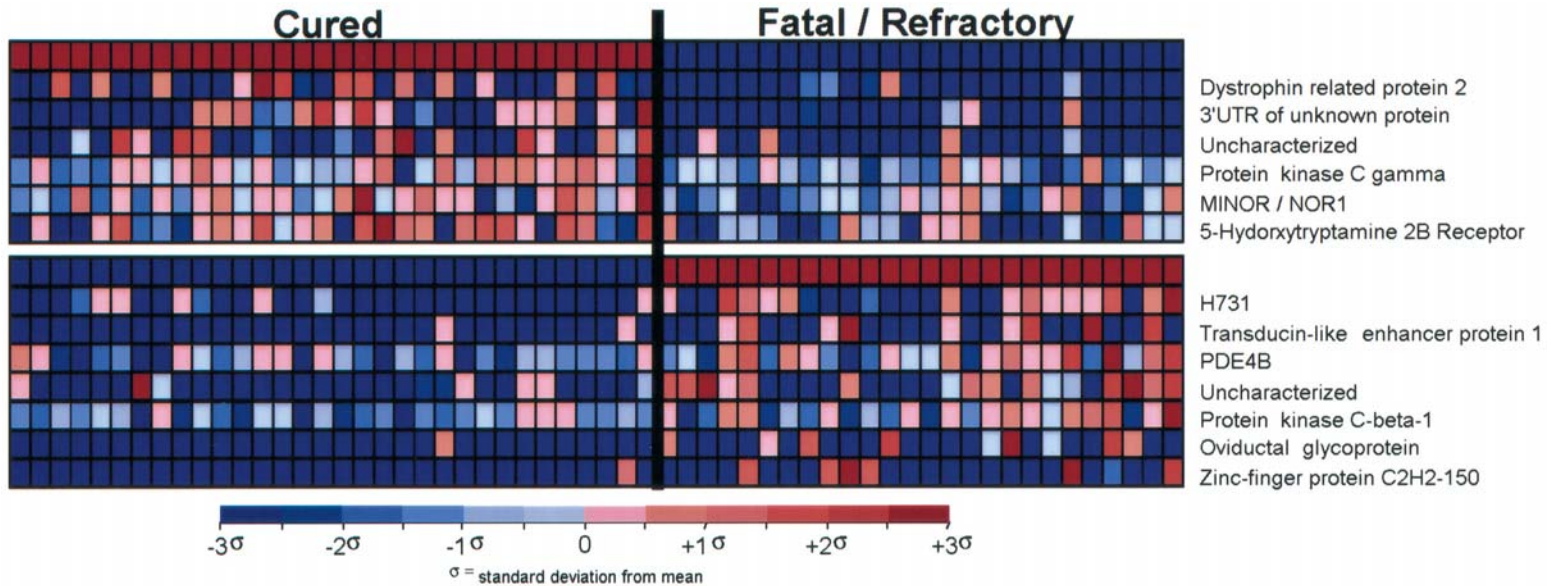 Cured
Fatal / Refractory
Dystrophin related protein 2
3'UTR of unknown protein
Uncharacterized
Protein kinase C gamma
MINOR / NOR1
5-Hydorxytryptamine 2B Receptor
H731
Transducin-like enhancer protein 1
PDE4B
Uncharacterized
Protein kinase C-beta-1
Oviductal glycoprotein
Zinc-finger protein C2H2-150
-3σ -2σ -1σ 0 +1σ +2σ +3σ
σ = standard deviation from mean